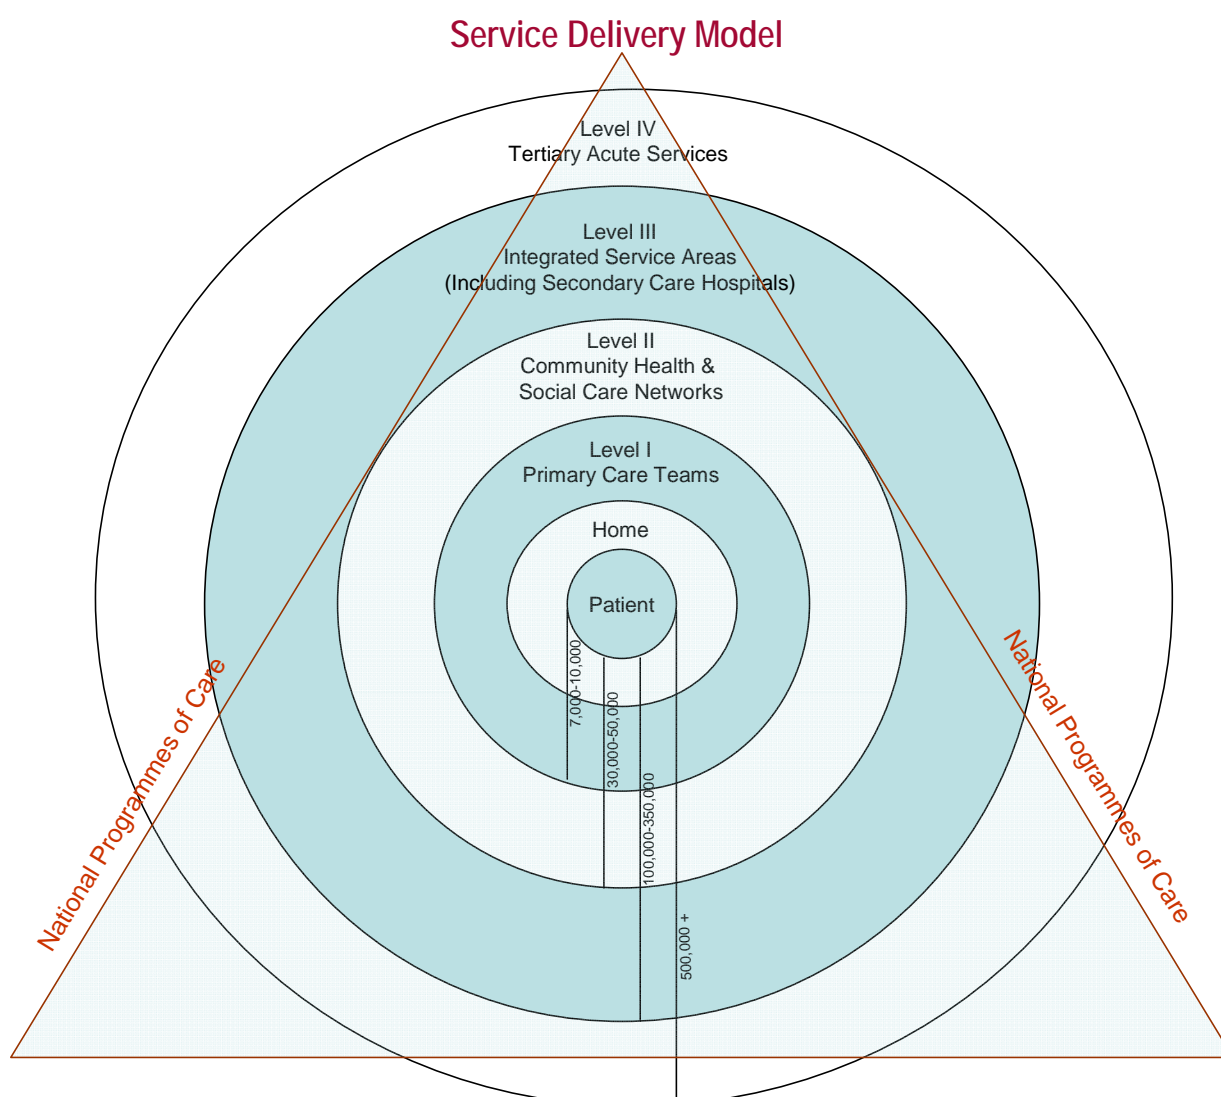 Service Delivery Model
Level IV
Tertiary Acute Services
Level III
Integrated Service Areas
(Including Secondary Care Hospitals)
Level II
Community Health &
Social Care Networks
Level I
Primary Care Teams
Home
Patient
7,000-10,000
30,000-50,000
100,000-350,000
500,000 +
National Programmes of Care
National Programmes of Care